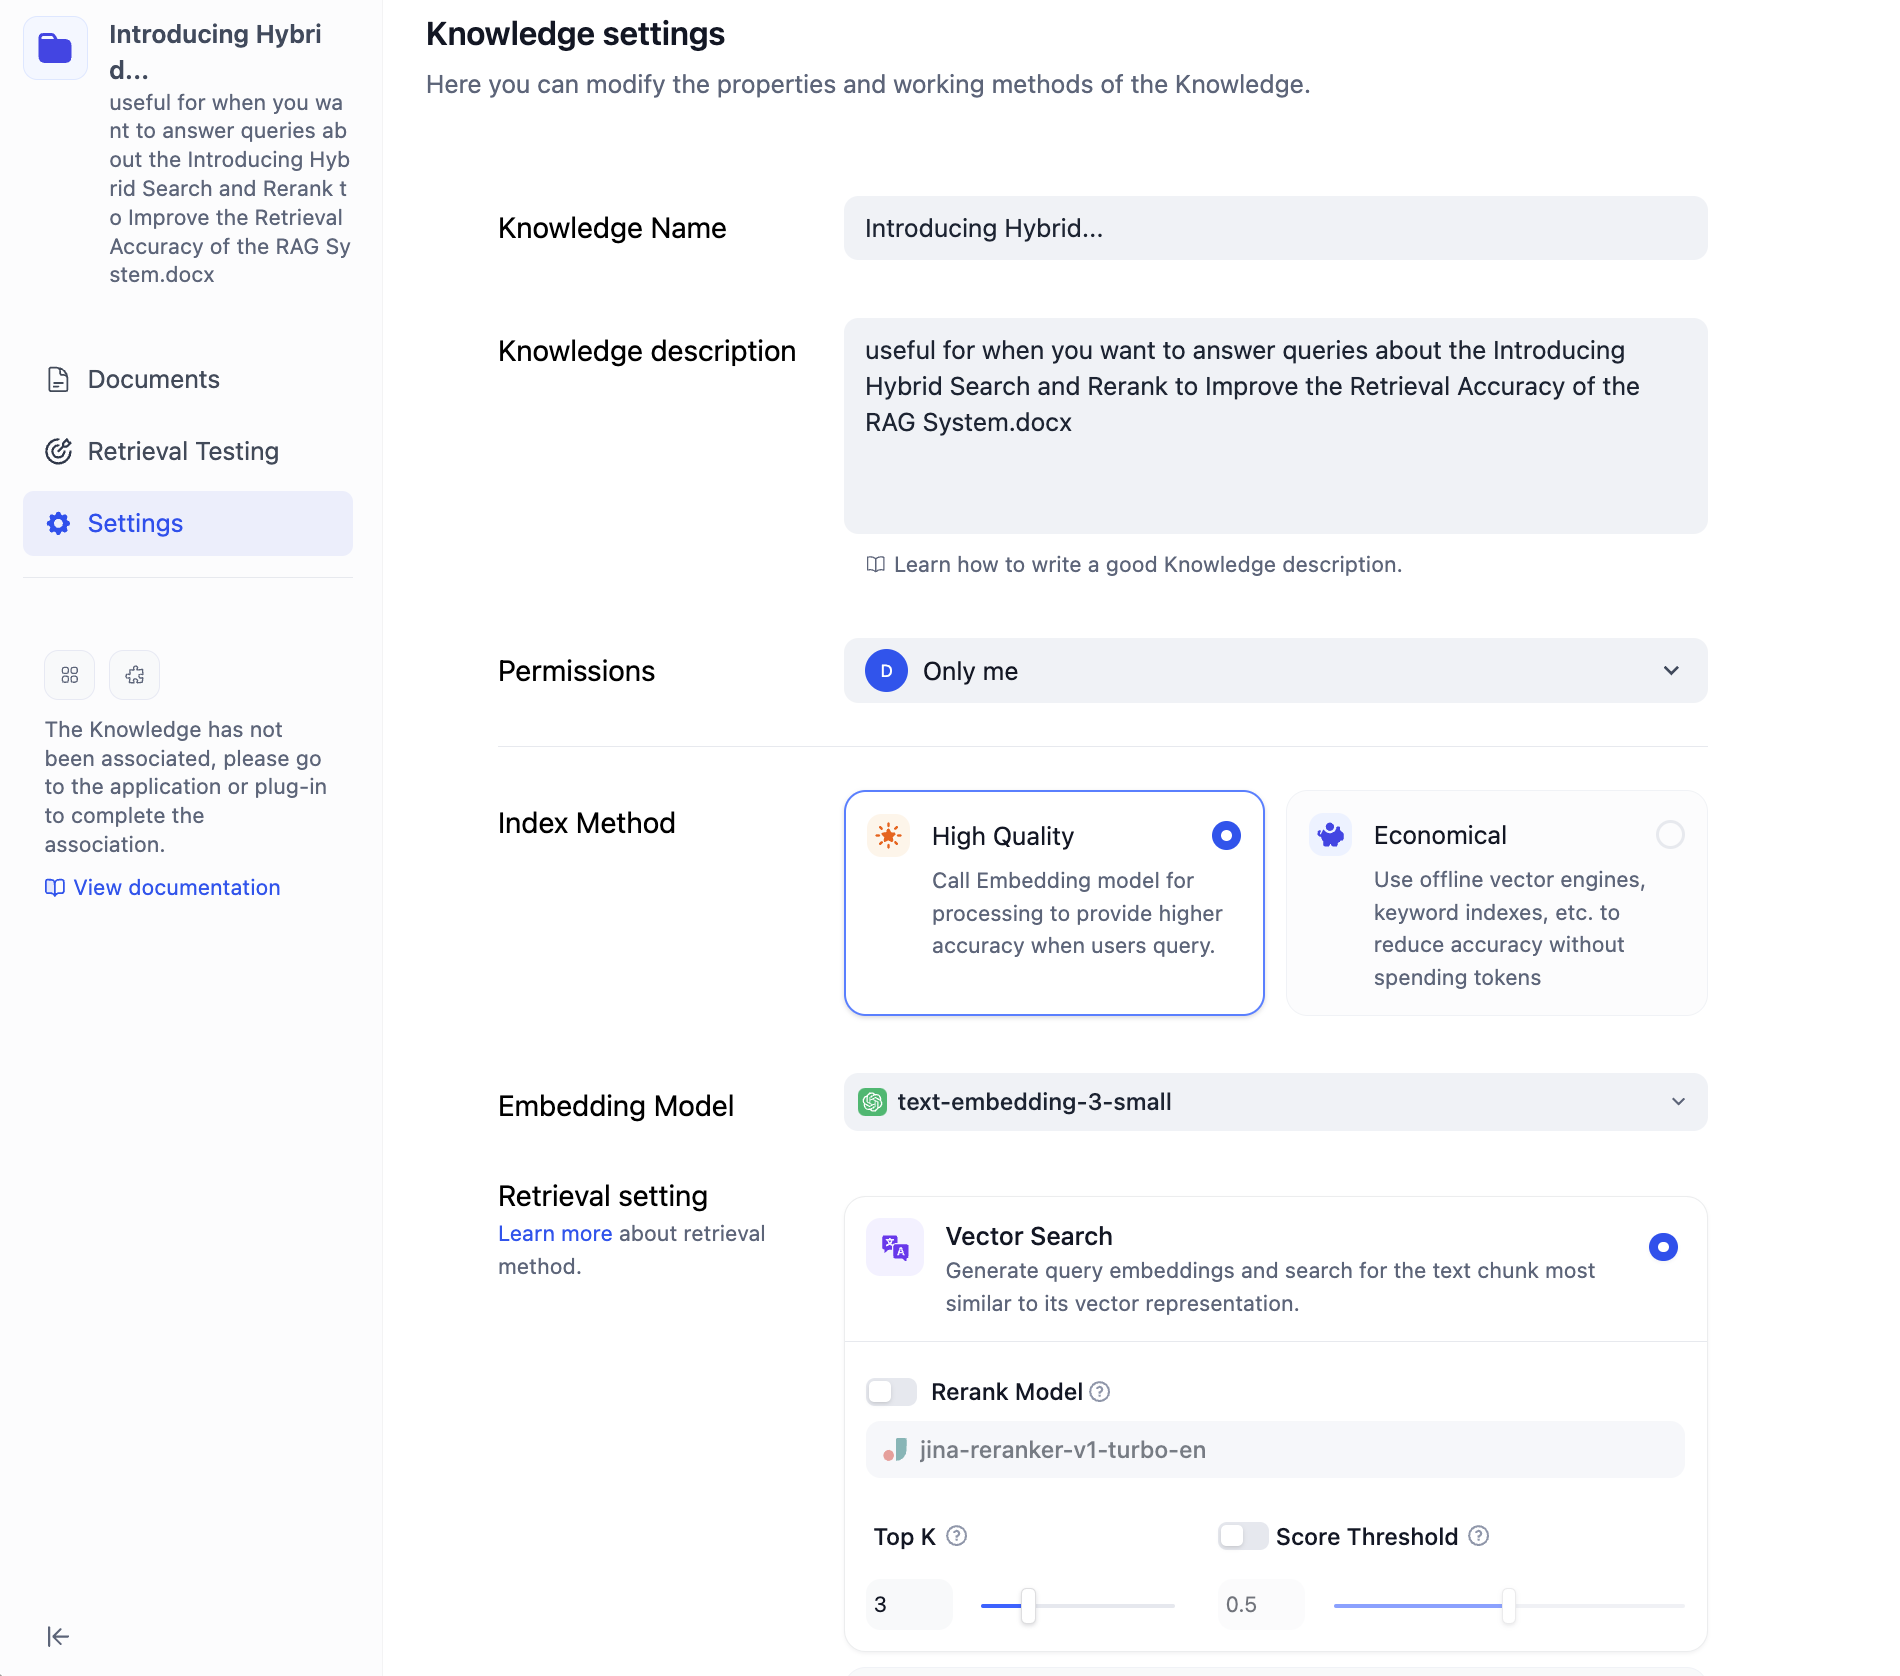 Introducing Hybri
d...
useful for when you wa
nt to answer queries ab
out the Introducing Hyb
rid Search and Rerank t
o Improve the Retrieval
Accuracy of the RAG Sy
stem.docx
Documents
Retrieval Testing
Settings
The Knowledge has not
been associated, please go
to the application or plug-in
to complete the
association.
View documentation
Knowledge settings
Here you can modify the properties and working methods of the Knowledge.
Knowledge Name
Introducing Hybrid...
Knowledge description
useful for when you want to answer queries about the Introducing
Hybrid Search and Rerank to Improve the Retrieval Accuracy of the
RAG System.docx
Learn how to write a good Knowledge description.
Permissions
D Only me
Index Method
High Quality
Call Embedding model for
processing to provide higher
accuracy when users query.
Economical
Use offline vector engines,
keyword indexes, etc. to
reduce accuracy without
spending tokens
Embedding Model
text-embedding-3-small
Retrieval setting
Learn more about retrieval
method.
Vector Search
Generate query embeddings and search for the text chunk most
similar to its vector representation.
Rerank Model
jina-reranker-v1-turbo-en
Top K
3
Score Threshold
0.5